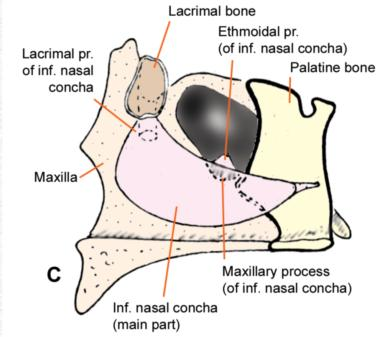 Lacrimal bone
Ethmoidal pr.
(of inf. nasal concha)
Lacrimal pr.
of inf. nasal
concha
Palatine bone
Maxilla
C
Maxillary process
(of inf. nasal concha)
Inf. nasal concha
(main part)